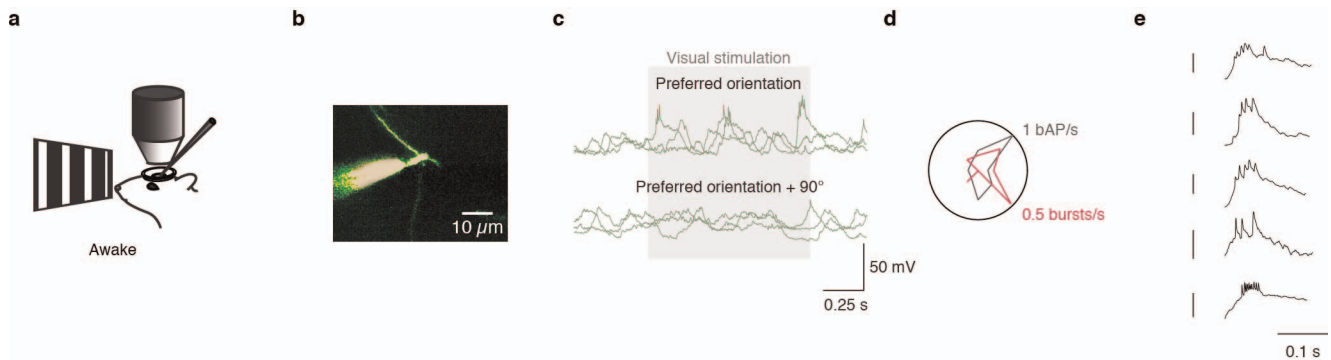 a
b
c
d
e
Awake
10 µm
Visual stimulation
Preferred orientation
Preferred orientation + 90°
50 mV
0.25 s
1 bAP/s
0.5 bursts/s
0.1 s